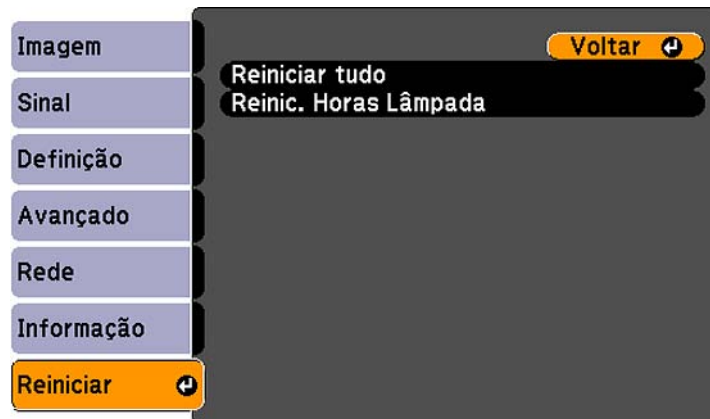 Imagem
Sinal
Definição
Avançado
Rede
Informação
Reiniciar
Voltar
Reiniciar tudo
Reinic. Horas Lâmpada